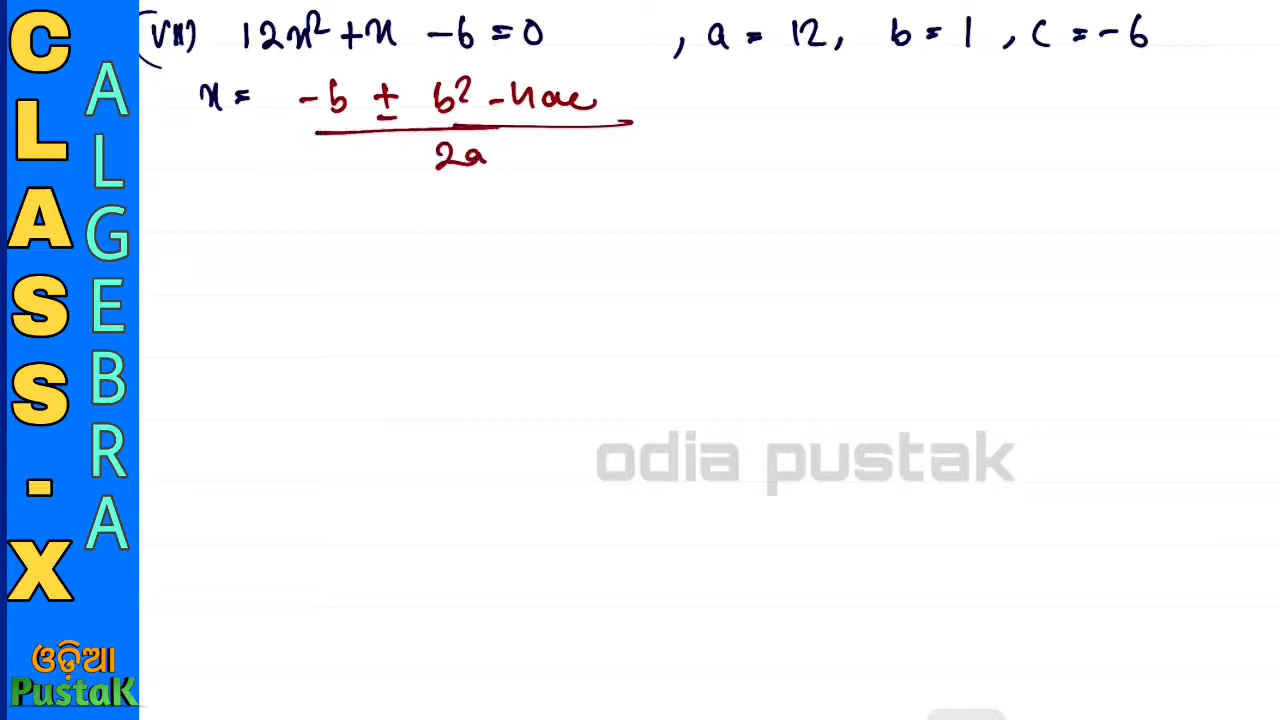 CLASS-X
ALGEBRA
ଓଡ଼ିଆ
PustaK
(vii) 12x² + x - 6 = 0 , a = 12, b = 1, c = -6
x = -b ± b² - 4ac
2a
odia pustak